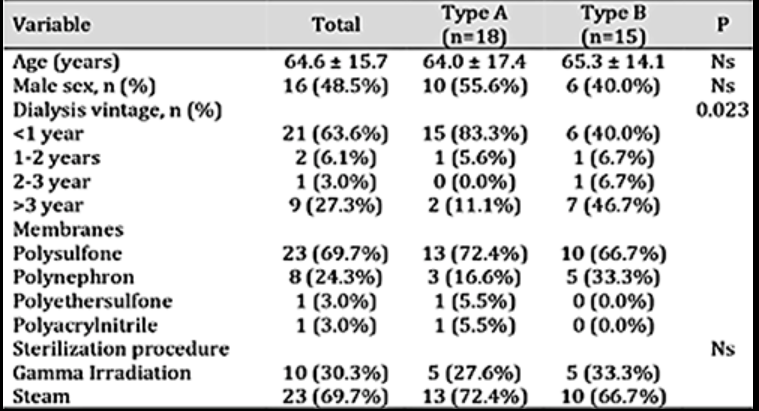 Variable Total Type A (n=18) Type B (n=15) P
Age (years) 64.6 ± 15.7 64.0 ± 17.4 65.3 ± 14.1 Ns
Male sex, n (%) 16 (48.5%) 10 (55.6%) 6 (40.0%) Ns
Dialysis vintage, n (%) 0.023
<1 year 21 (63.6%) 15 (83.3%) 6 (40.0%)
1-2 years 2 (6.1%) 1 (5.6%) 1 (6.7%)
2-3 year 1 (3.0%) 0 (0.0%) 1 (6.7%)
>3 year 9 (27.3%) 2 (11.1%) 7 (46.7%)
Membranes
Polysulfone 23 (69.7%) 13 (72.4%) 10 (66.7%)
Polynephron 8 (24.3%) 3 (16.6%) 5 (33.3%)
Polyethersulfone 1 (3.0%) 1 (5.5%) 0 (0.0%)
Polyacrylnitrile 1 (3.0%) 1 (5.5%) 0 (0.0%)
Sterilization procedure Ns
Gamma Irradiation 10 (30.3%) 5 (27.6%) 5 (33.3%)
Steam 23 (69.7%) 13 (72.4%) 10 (66.7%)